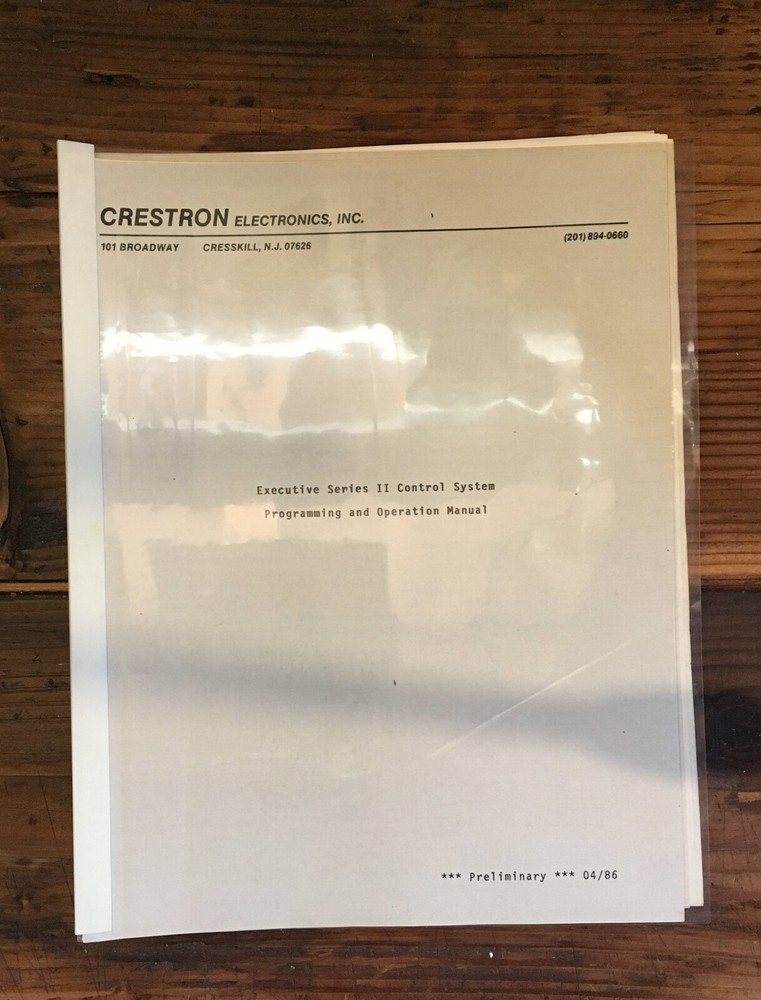 CRESTRON ELECTRONICS, INC.
101 BROADWAY CRESSKILL, N.J. 07626 (201) 894-0660
Executive Series II Control System
Programming and Operation Manual
*** Preliminary *** 04/86